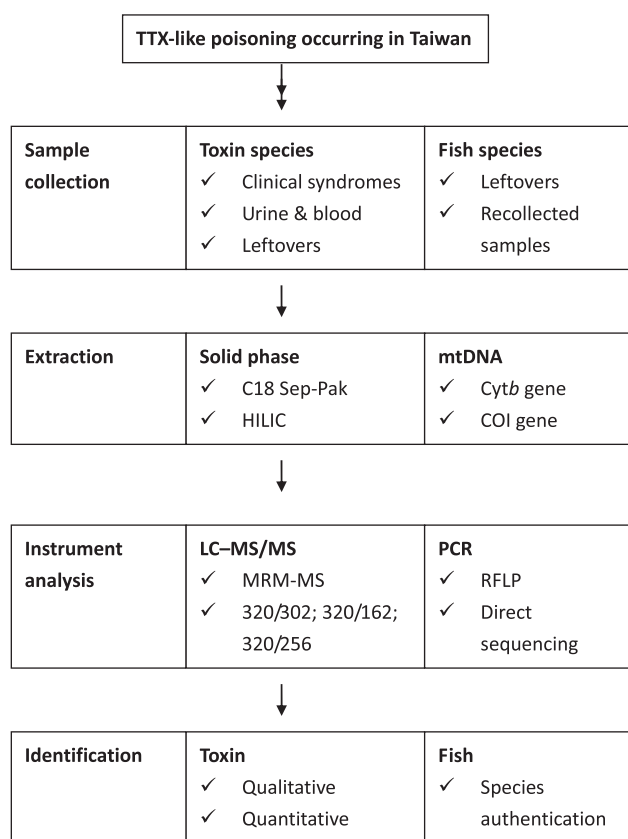 TTX-like poisoning occurring in Taiwan
Sample
collection
Toxin species
✓ Clinical syndromes
✓ Urine & blood
✓ Leftovers
Fish species
✓ Leftovers
✓ Recollected
samples
Extraction
Solid phase
✓ C18 Sep-Pak
✓ HILIC
mtDNA
✓ Cytb gene
✓ COI gene
Instrument
analysis
LC–MS/MS
✓ MRM-MS
✓ 320/302; 320/162;
320/256
PCR
✓ RFLP
✓ Direct
sequencing
Identification
Toxin
✓ Qualitative
✓ Quantitative
Fish
✓ Species
authentication